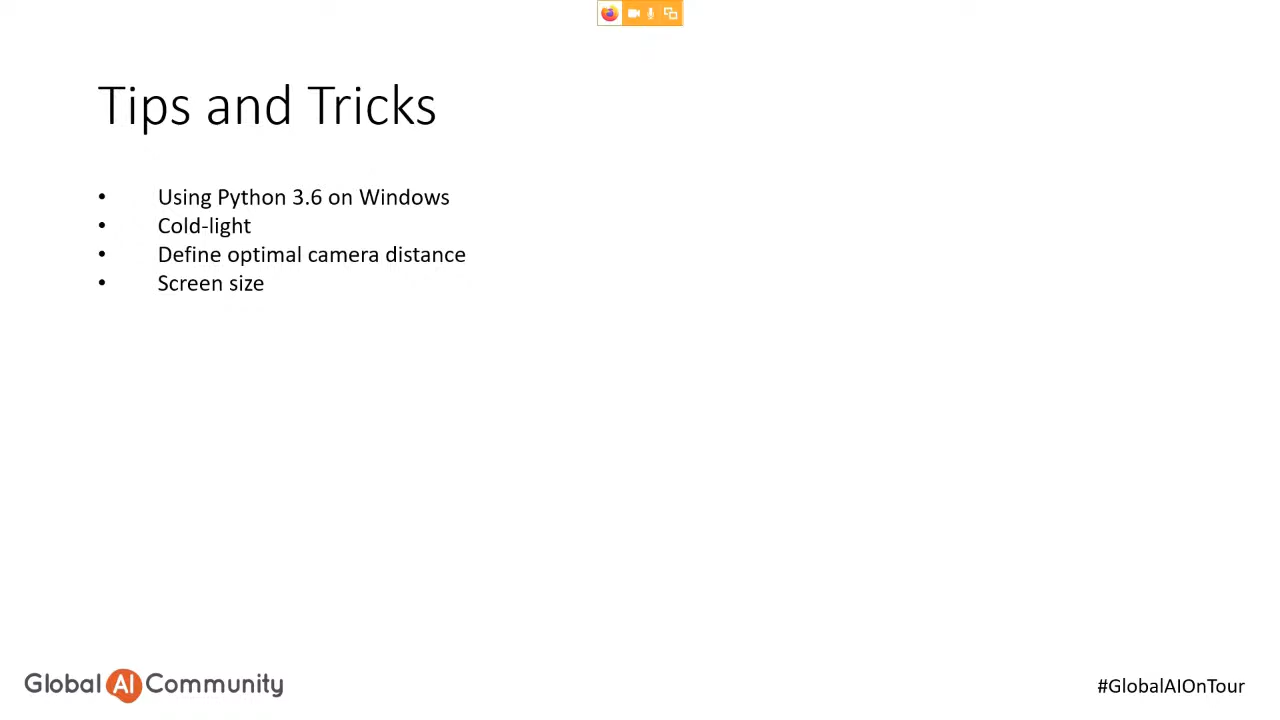 Tips and Tricks
• Using Python 3.6 on Windows
• Cold-light
• Define optimal camera distance
• Screen size
Global AI Community
#GlobalAIOnTour